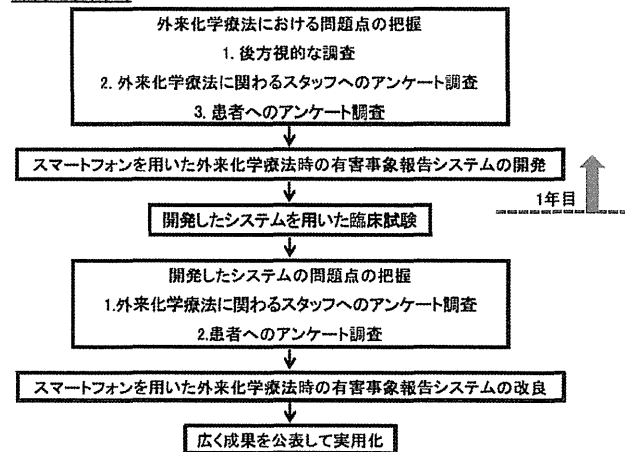 外来化学療法における問題点の把握
1. 後方視的な調査
2. 外来化学療法に関わるスタッフへのアンケート調査
3. 患者へのアンケート調査
スマートフォンを用いた外来化学療法時の有害事象報告システムの開発
1年目
開発したシステムを用いた臨床試験
開発したシステムの問題点の把握
1.外来化学療法に関わるスタッフへのアンケート調査
2.患者へのアンケート調査
スマートフォンを用いた外来化学療法時の有害事象報告システムの改良
広く成果を公表して実用化